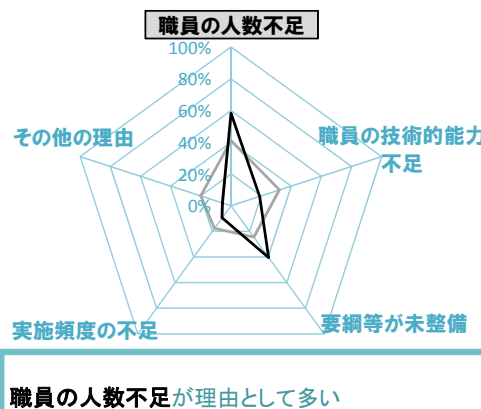 職員の人数不足
100%
80%
60%
40%
20%
0%
その他の理由
職員の技術的能力
不足
実施頻度の不足
要綱等が未整備
職員の人数不足が理由として多い